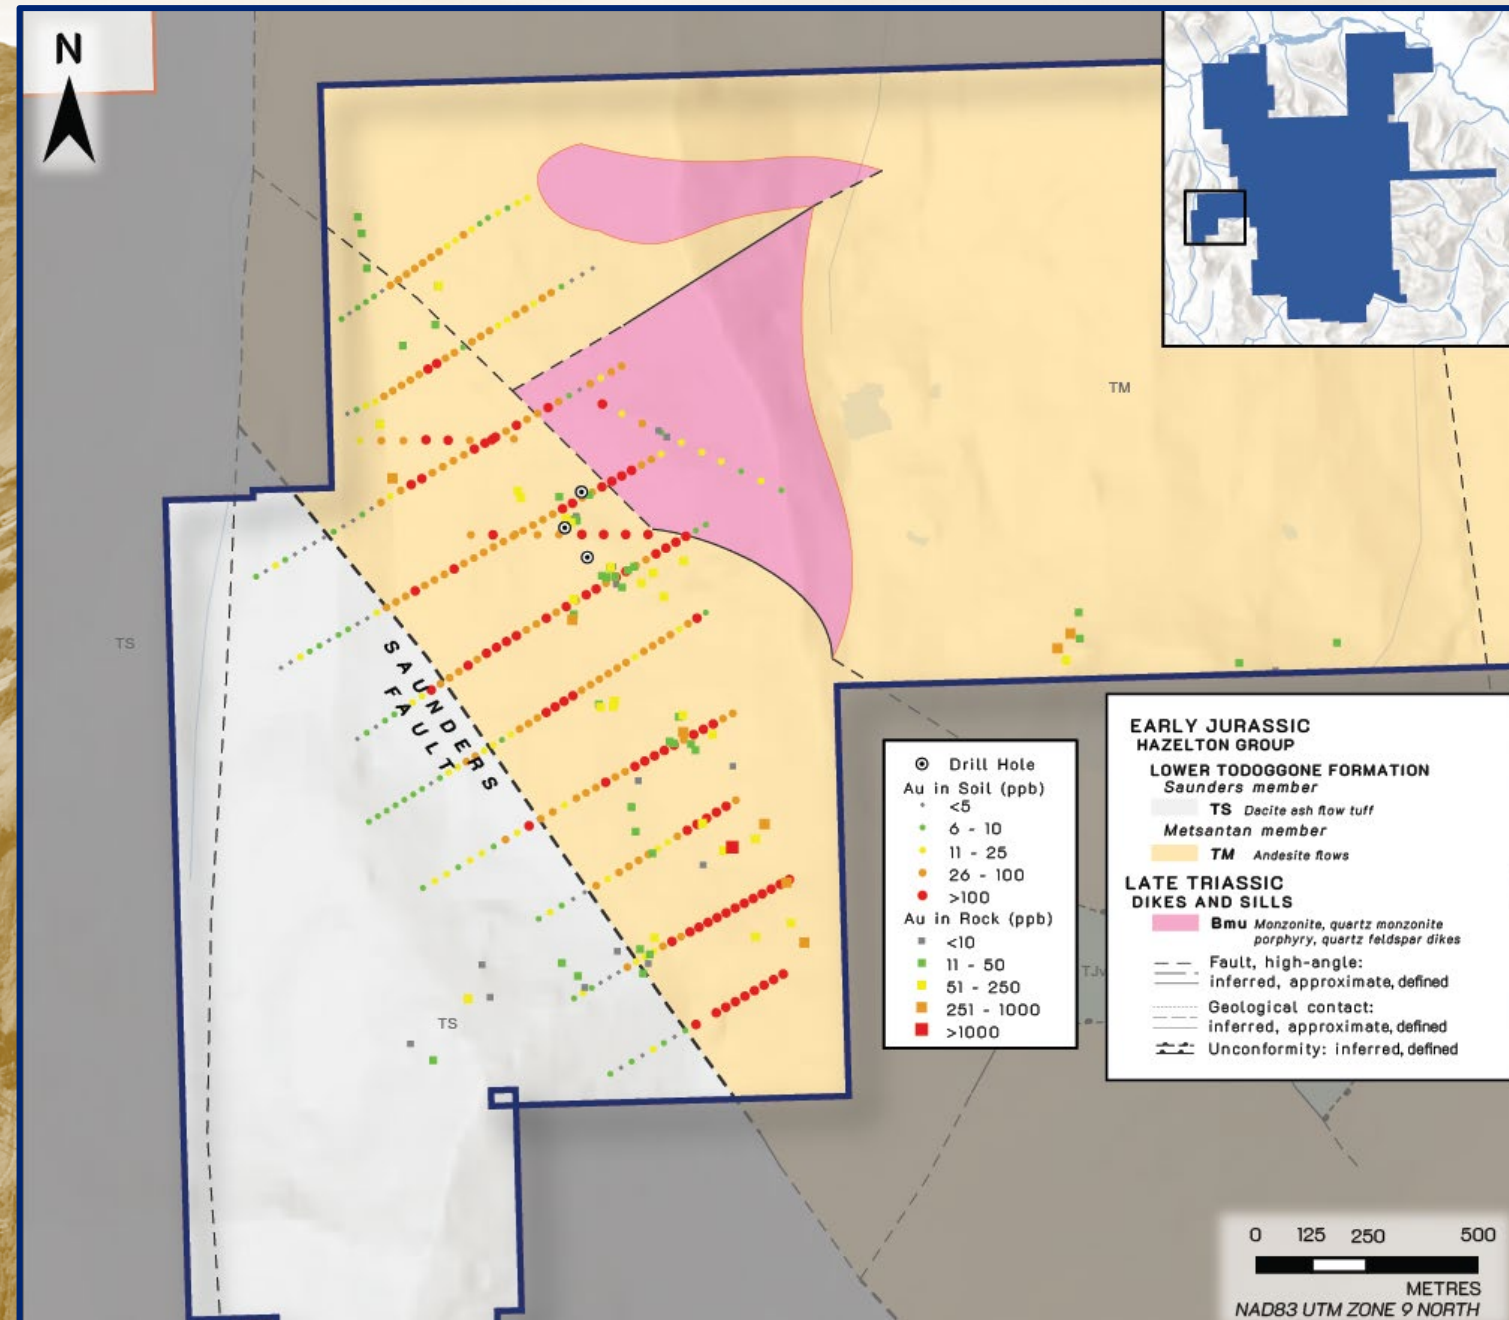 N
TM
TS
SAUNDERS
FAULT
TS
TJv
Drill Hole
Au in Soil (ppb)
<5
6 - 10
11 - 25
26 - 100
>100
Au in Rock (ppb)
<10
11 - 50
51 - 250
251 - 1000
>1000
EARLY JURASSIC
HAZELTON GROUP
LOWER TODOGGONE FORMATION
Saunders member
TS Dacite ash flow tuff
Metsantan member
TM Andesite flows
LATE TRIASSIC
DIKES AND SILLS
Bmu Monzonite, quartz monzonite
porphyry, quartz feldspar dikes
Fault, high-angle:
inferred, approximate, defined
Geological contact:
inferred, approximate, defined
Unconformity: inferred, defined
0 125 250 500
METRES
NAD83 UTM ZONE 9 NORTH